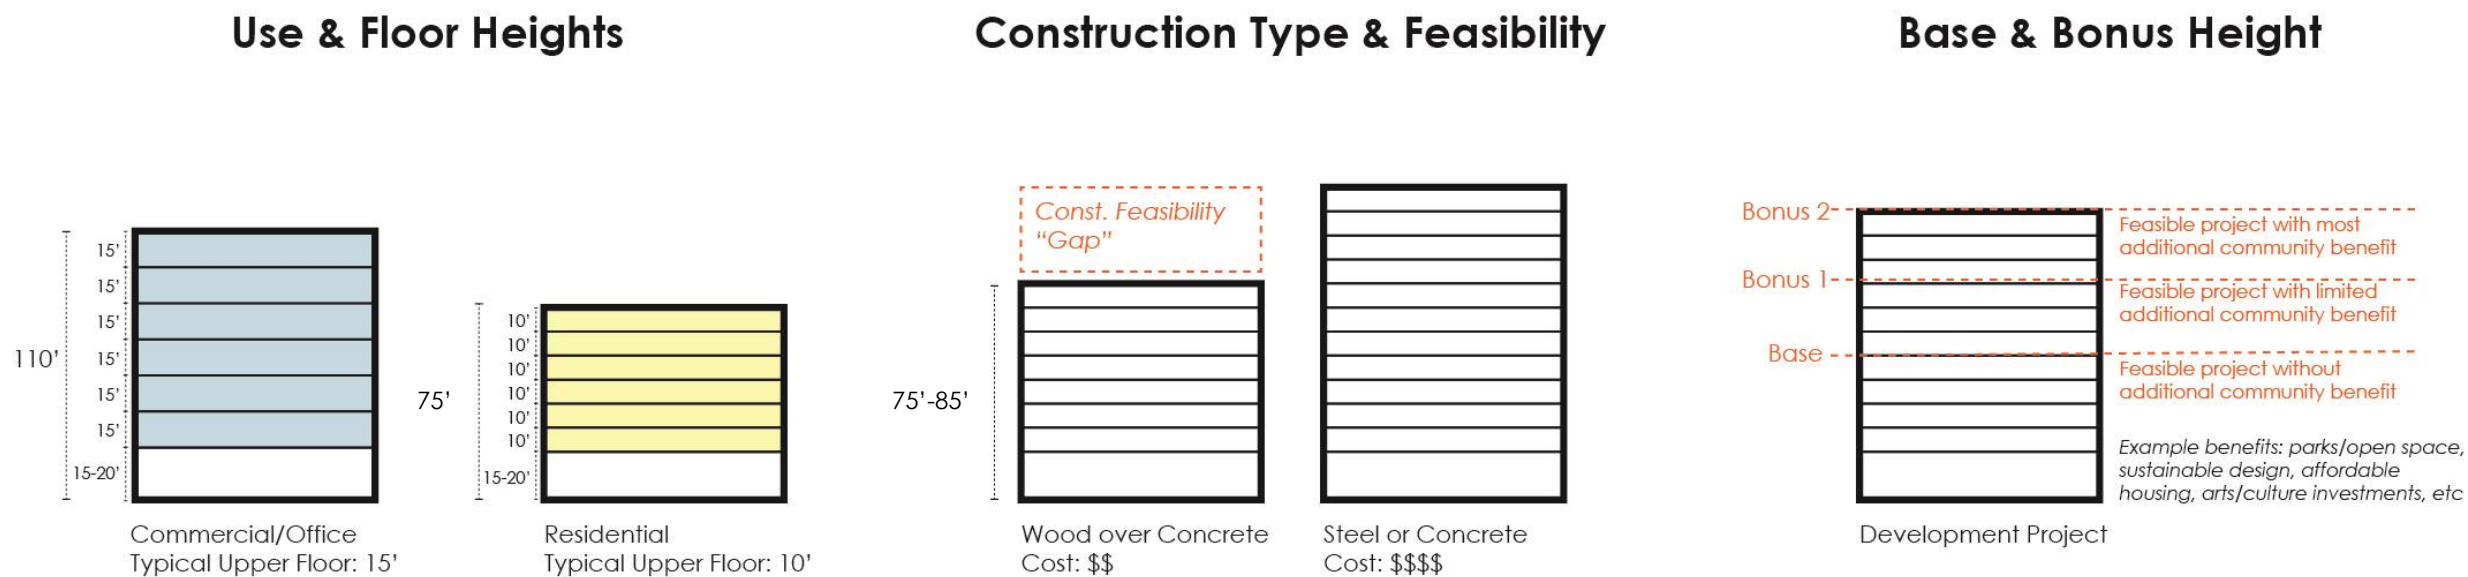 Use & Floor Heights
110’
15’
15’
15’
15’
15’
15’
15-20’
Commercial/Office
Typical Upper Floor: 15’
75’
10’
10’
10’
10’
10’
10’
15-20’
Residential
Typical Upper Floor: 10’
Construction Type & Feasibility
Const. Feasibility
“Gap”
75’-85’
Wood over Concrete
Cost: $$
Steel or Concrete
Cost: $$$$
Base & Bonus Height
Bonus 2
Feasible project with most
additional community benefit
Bonus 1
Feasible project with limited
additional community benefit
Base
Feasible project without
additional community benefit
Example benefits: parks/open space,
sustainable design, affordable
housing, arts/culture investments, etc
Development Project